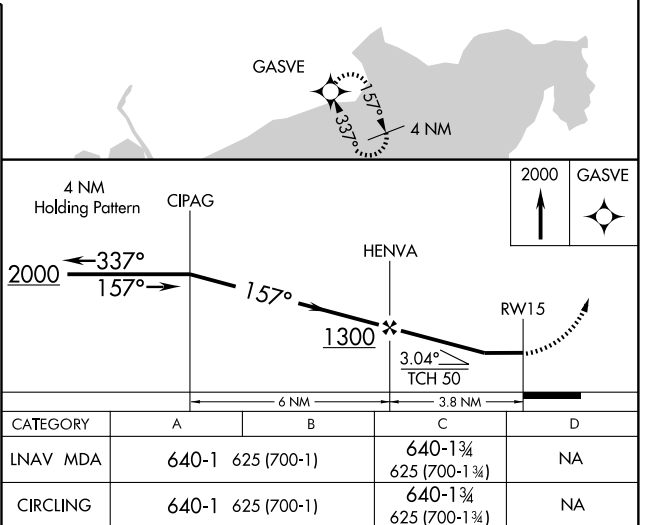 GASVE
157°
337°
4 NM
2000 GASVE
4 NM
Holding Pattern
CIPAG
HENVA
RW15
2000
337°
157°
157°
1300
3.04°
TCH 50
6 NM
3.8 NM
CATEGORY A B C D
LNAV MDA 640-1 625 (700-1) 640-1¾ 625 (700-1¾) NA
CIRCLING 640-1 625 (700-1) 640-1¾ 625 (700-1¾) NA